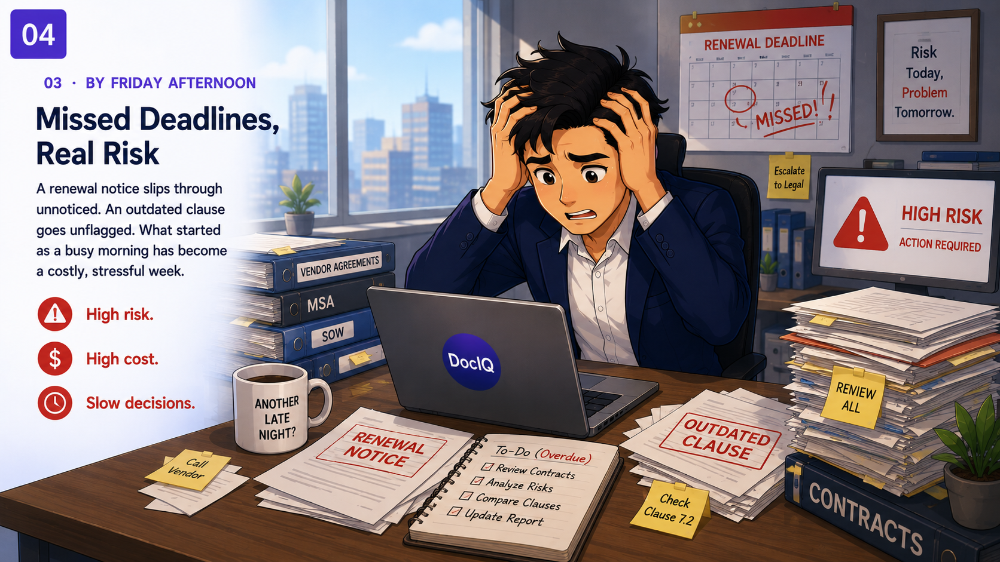 04
03 · BY FRIDAY AFTERNOON
Missed Deadlines,
Real Risk
A renewal notice slips through
unnoticed. An outdated clause
goes unflagged. What started
as a busy morning has become
a costly, stressful week.
High risk.
High cost.
Slow decisions.
RENEWAL DEADLINE
MISSED!!
Risk
Today,
Problem
Tomorrow.
Escalate
to Legal
HIGH RISK
ACTION REQUIRED
VENDOR AGREEMENTS
MSA
SOW
DocIQ
ANOTHER
LATE
NIGHT?
Call
Vendor
RENEWAL
NOTICE
To-Do (Overdue)
Review Contracts
Analyze Risks
Compare Clauses
Update Report
OUTDATED
CLAUSE
Check
Clause 7.2
REVIEW
ALL
CONTRACTS